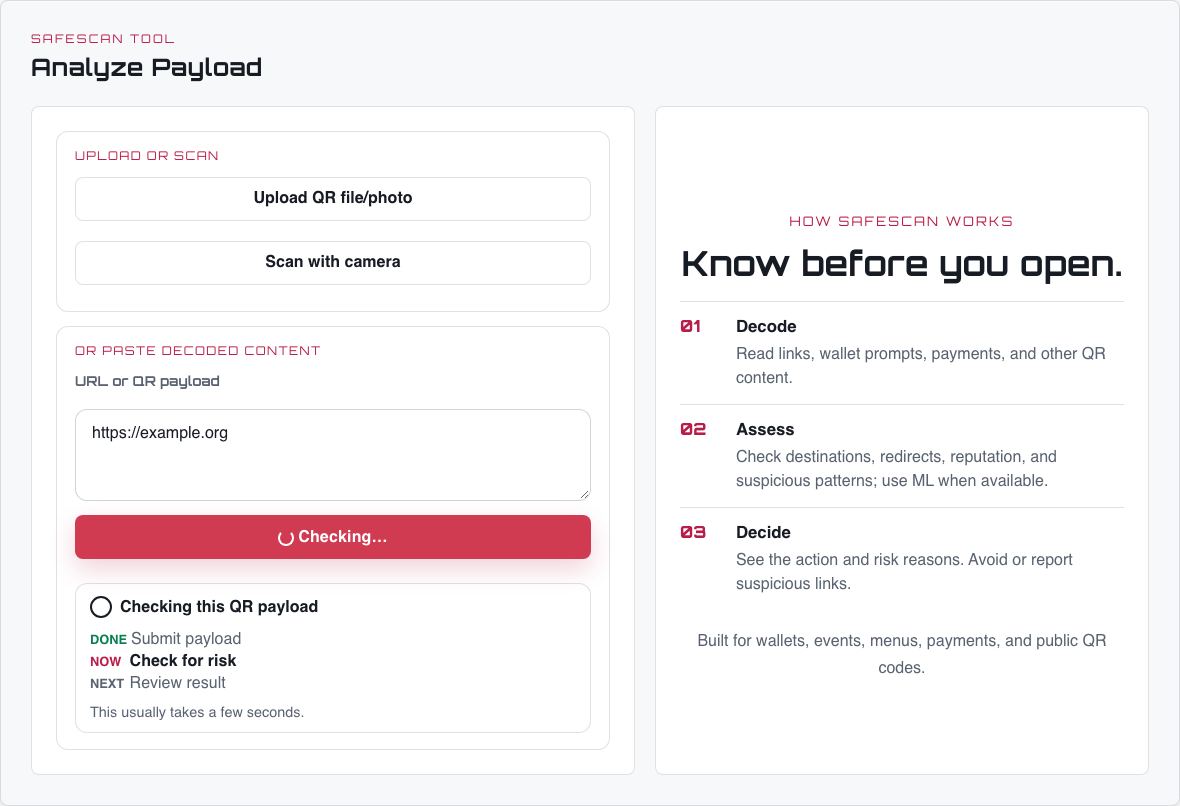 SAFESCAN TOOL
Analyze Payload
UPLOAD OR SCAN
Upload QR file/photo
Scan with camera
OR PASTE DECODED CONTENT
URL or QR payload
https://example.org
Checking...
Checking this QR payload
DONE Submit payload
NOW Check for risk
NEXT Review result
This usually takes a few seconds.
HOW SAFESCAN WORKS
Know before you open.
01 Decode
Read links, wallet prompts, payments, and other QR
content.
02 Assess
Check destinations, redirects, reputation, and
suspicious patterns; use ML when available.
03 Decide
See the action and risk reasons. Avoid or report
suspicious links.
Built for wallets, events, menus, payments, and public QR
codes.